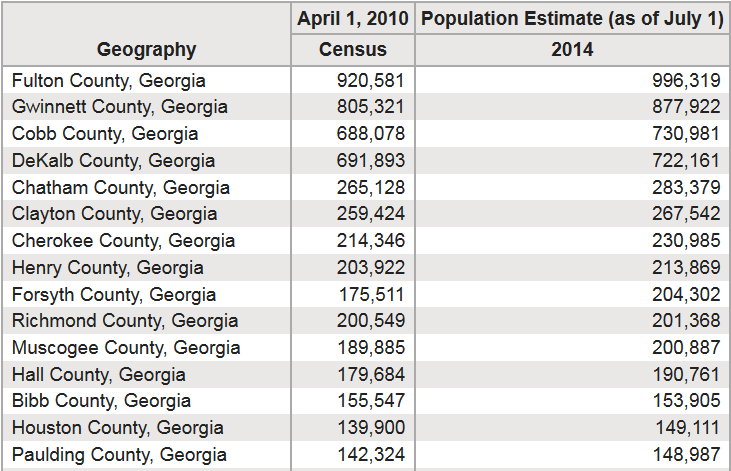 April 1, 2010 Population Estimate (as of July 1)
Geography Census 2014
Fulton County, Georgia 920,581 996,319
Gwinnett County, Georgia 805,321 877,922
Cobb County, Georgia 688,078 730,981
DeKalb County, Georgia 691,893 722,161
Chatham County, Georgia 265,128 283,379
Clayton County, Georgia 259,424 267,542
Cherokee County, Georgia 214,346 230,985
Henry County, Georgia 203,922 213,869
Forsyth County, Georgia 175,511 204,302
Richmond County, Georgia 200,549 201,368
Muscogee County, Georgia 189,885 200,887
Hall County, Georgia 179,684 190,761
Bibb County, Georgia 155,547 153,905
Houston County, Georgia 139,900 149,111
Paulding County, Georgia 142,324 148,987